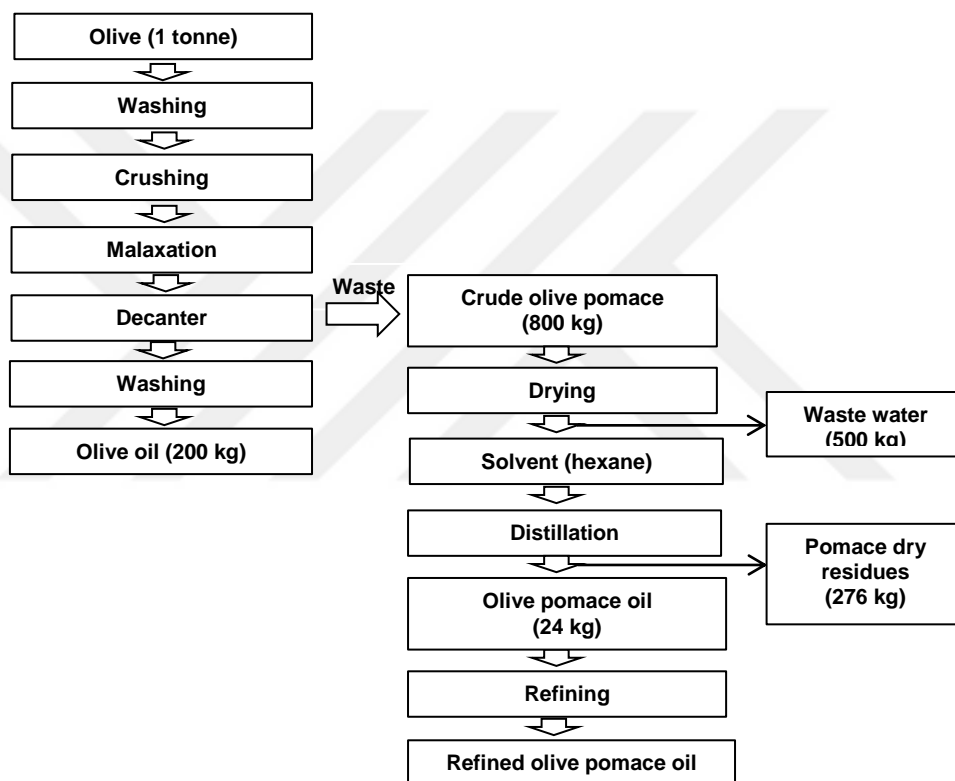 Olive (1 tonne)
Washing
Crushing
Malaxation
Decanter
Washing
Olive oil (200 kg)
Waste
Crude olive pomace
(800 kg)
Drying
Waste water
(500 kg)
Solvent (hexane)
Distillation
Pomace dry
residues
(276 kg)
Olive pomace oil
(24 kg)
Refining
Refined olive pomace oil